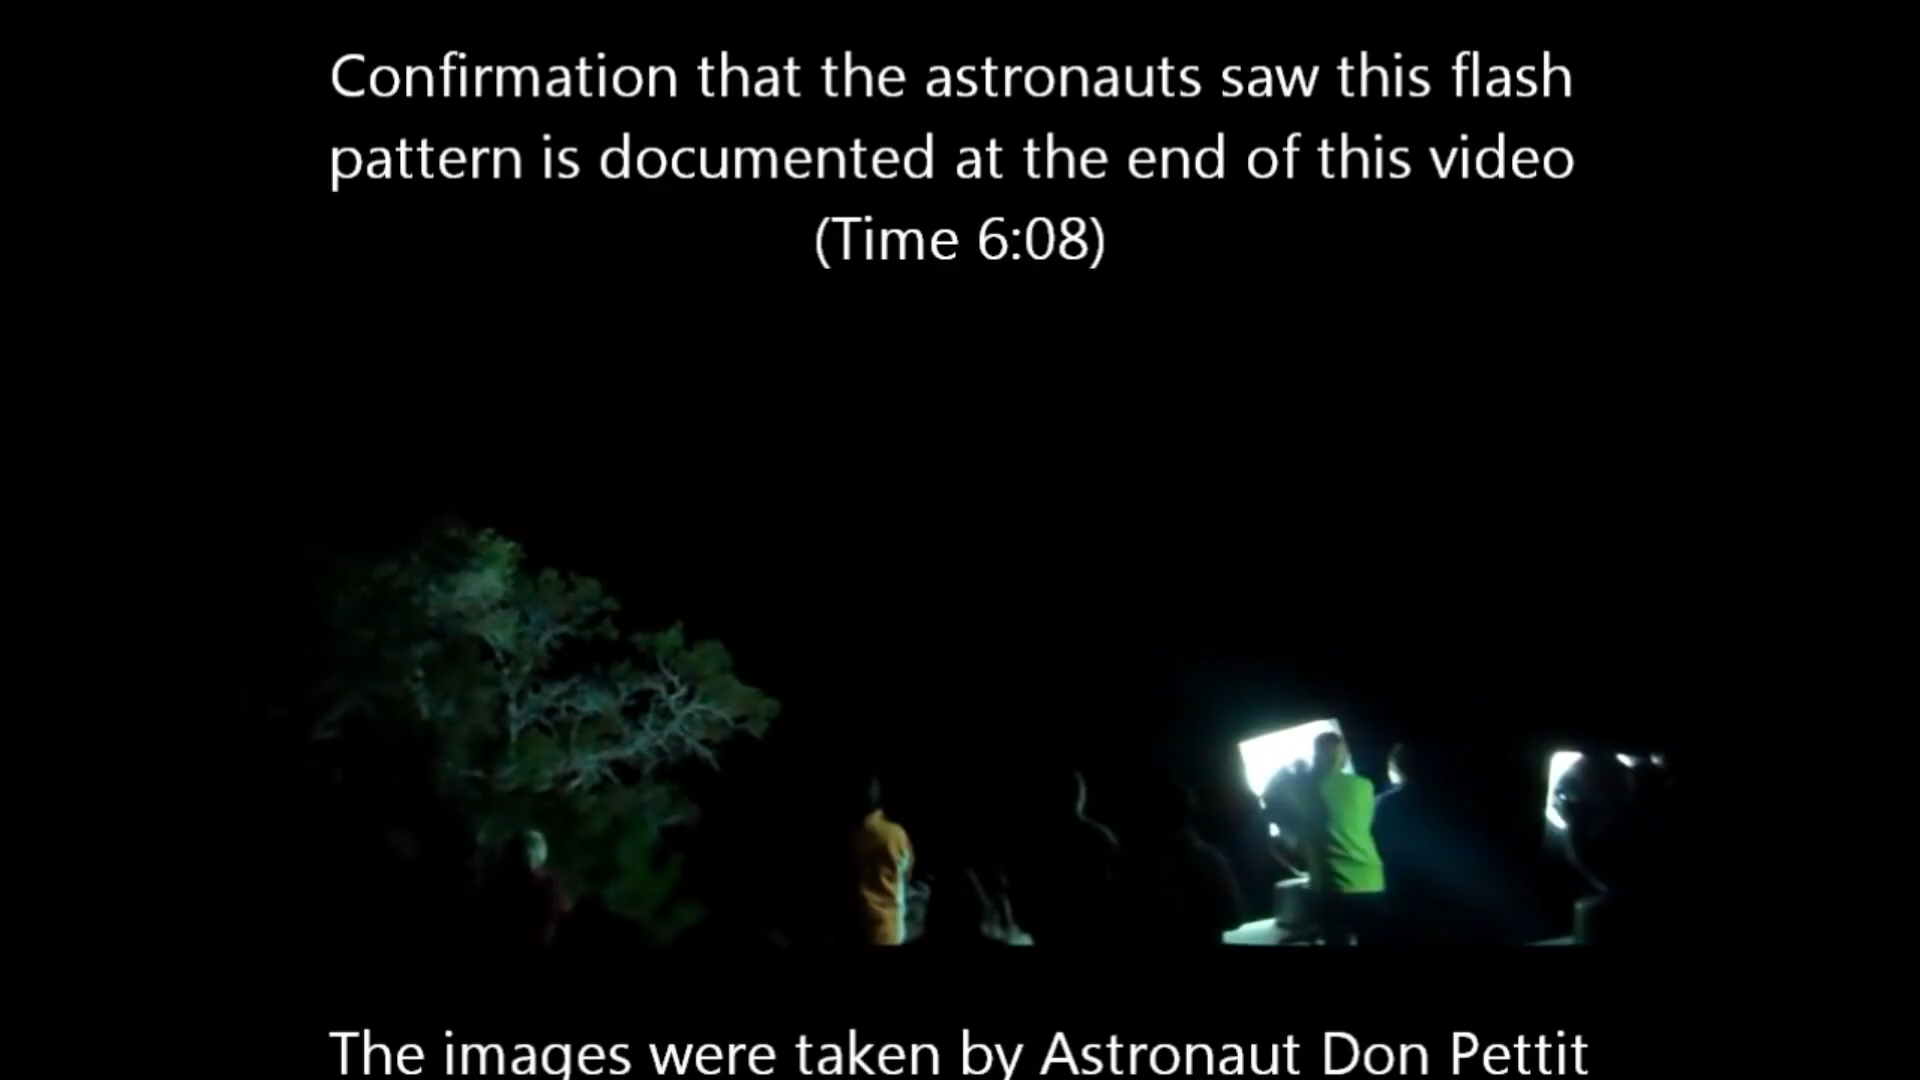 Confirmation that the astronauts saw this flash
pattern is documented at the end of this video
(Time 6:08)
The images were taken by Astronaut Don Pettit